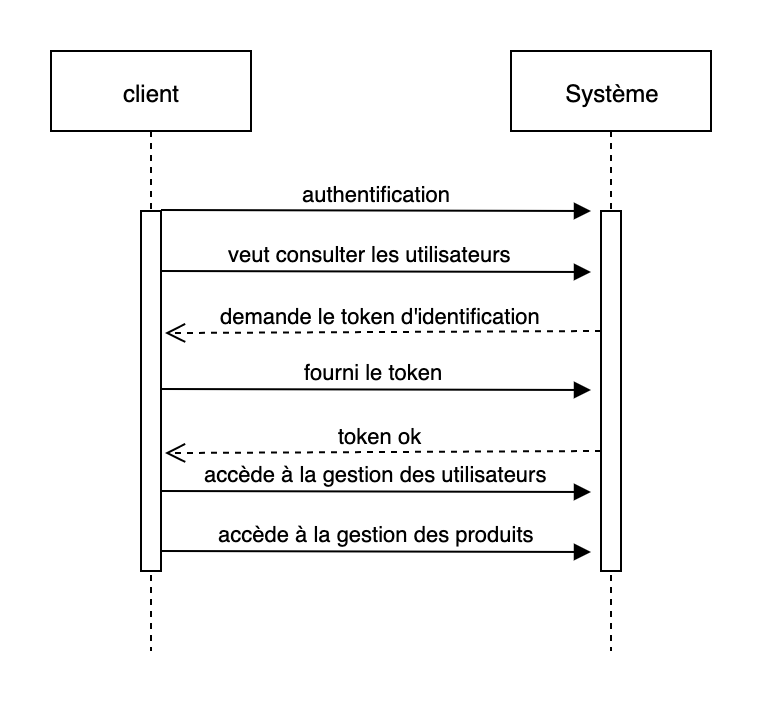 client
Système
authentification
veut consulter les utilisateurs
demande le token d'identification
fourni le token
token ok
accède à la gestion des utilisateurs
accède à la gestion des produits